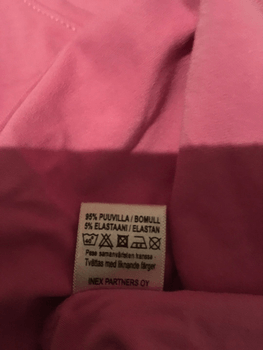 95% PUUVILLA / BOMULL
5% ELASTAANI / ELASTAN
Pese samanväristen kanssa -
Tvättas med liknande färger.
INEX PARTNERS OY